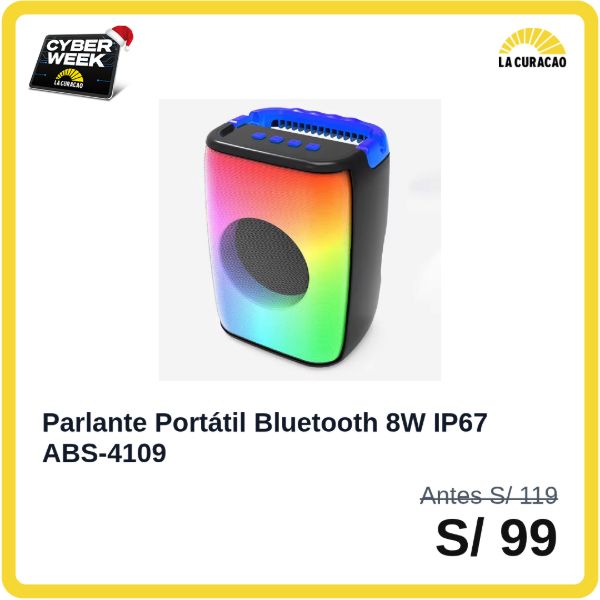 CYBER
WEEK
LA CURACAO
LA CURACAO
Parlante Portátil Bluetooth 8W IP67
ABS-4109
Antes S/ 119
S/ 99